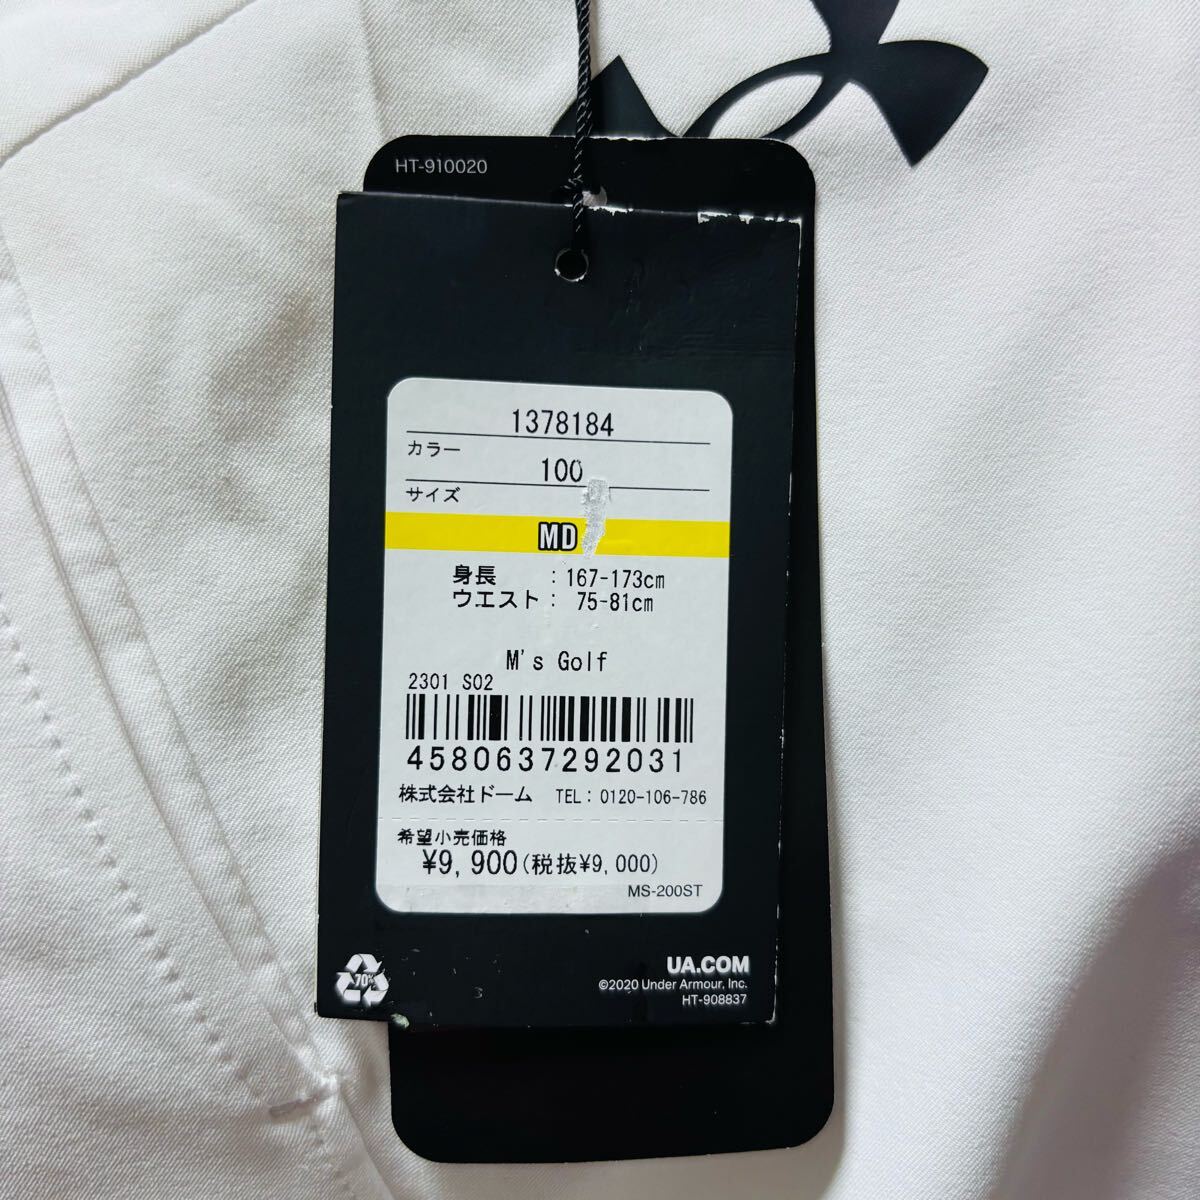 HT-910020
1378184
カラー
100
サイズ
MD
身長 : 167-173cm
ウエスト : 75-81cm
M's Golf
2301 S02
4580637292031
株式会社ドーム TEL: 0120-106-786
希望小売価格
¥9,900(税抜¥9,000)
MS-200ST
70%
UA.COM
©2020 Under Armour, Inc.
HT-908837